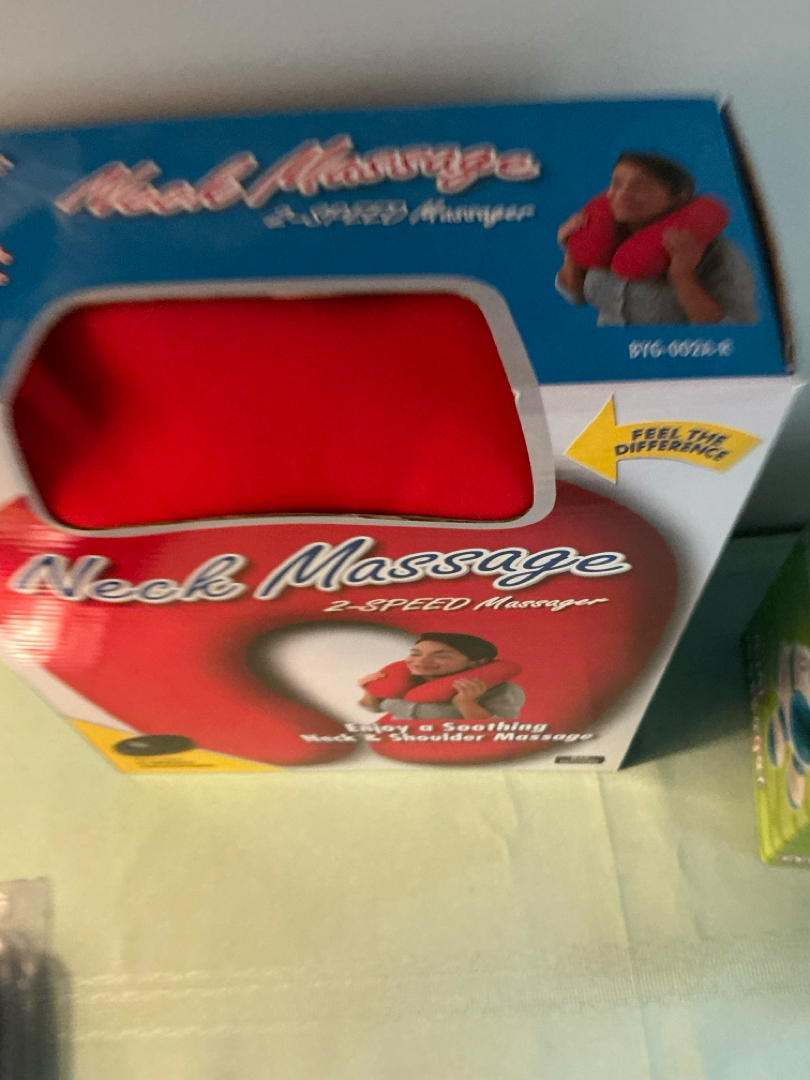 Neck Massage
2-SPEED Massager
FEEL THE
DIFFERENCE
Neck Massage
2-SPEED Massager
Enjoy a Soothing
Neck & Shoulder Massage